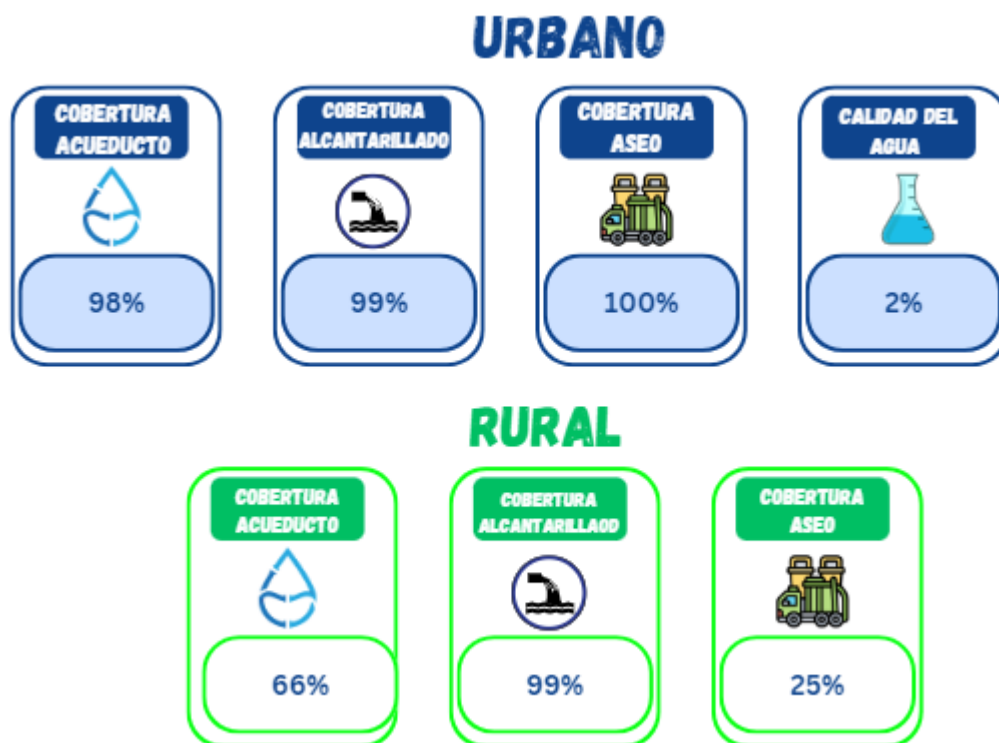 URBANO
COBERTURA
ACUEDUCTO
98%
COBERTURA
ALCANTARILLADO
99%
COBERTURA
ASEO
100%
CALIDAD DEL
AGUA
2%
RURAL
COBERTURA
ACUEDUCTO
66%
COBERTURA
ALCANTARILLAOD
99%
COBERTURA
ASEO
25%